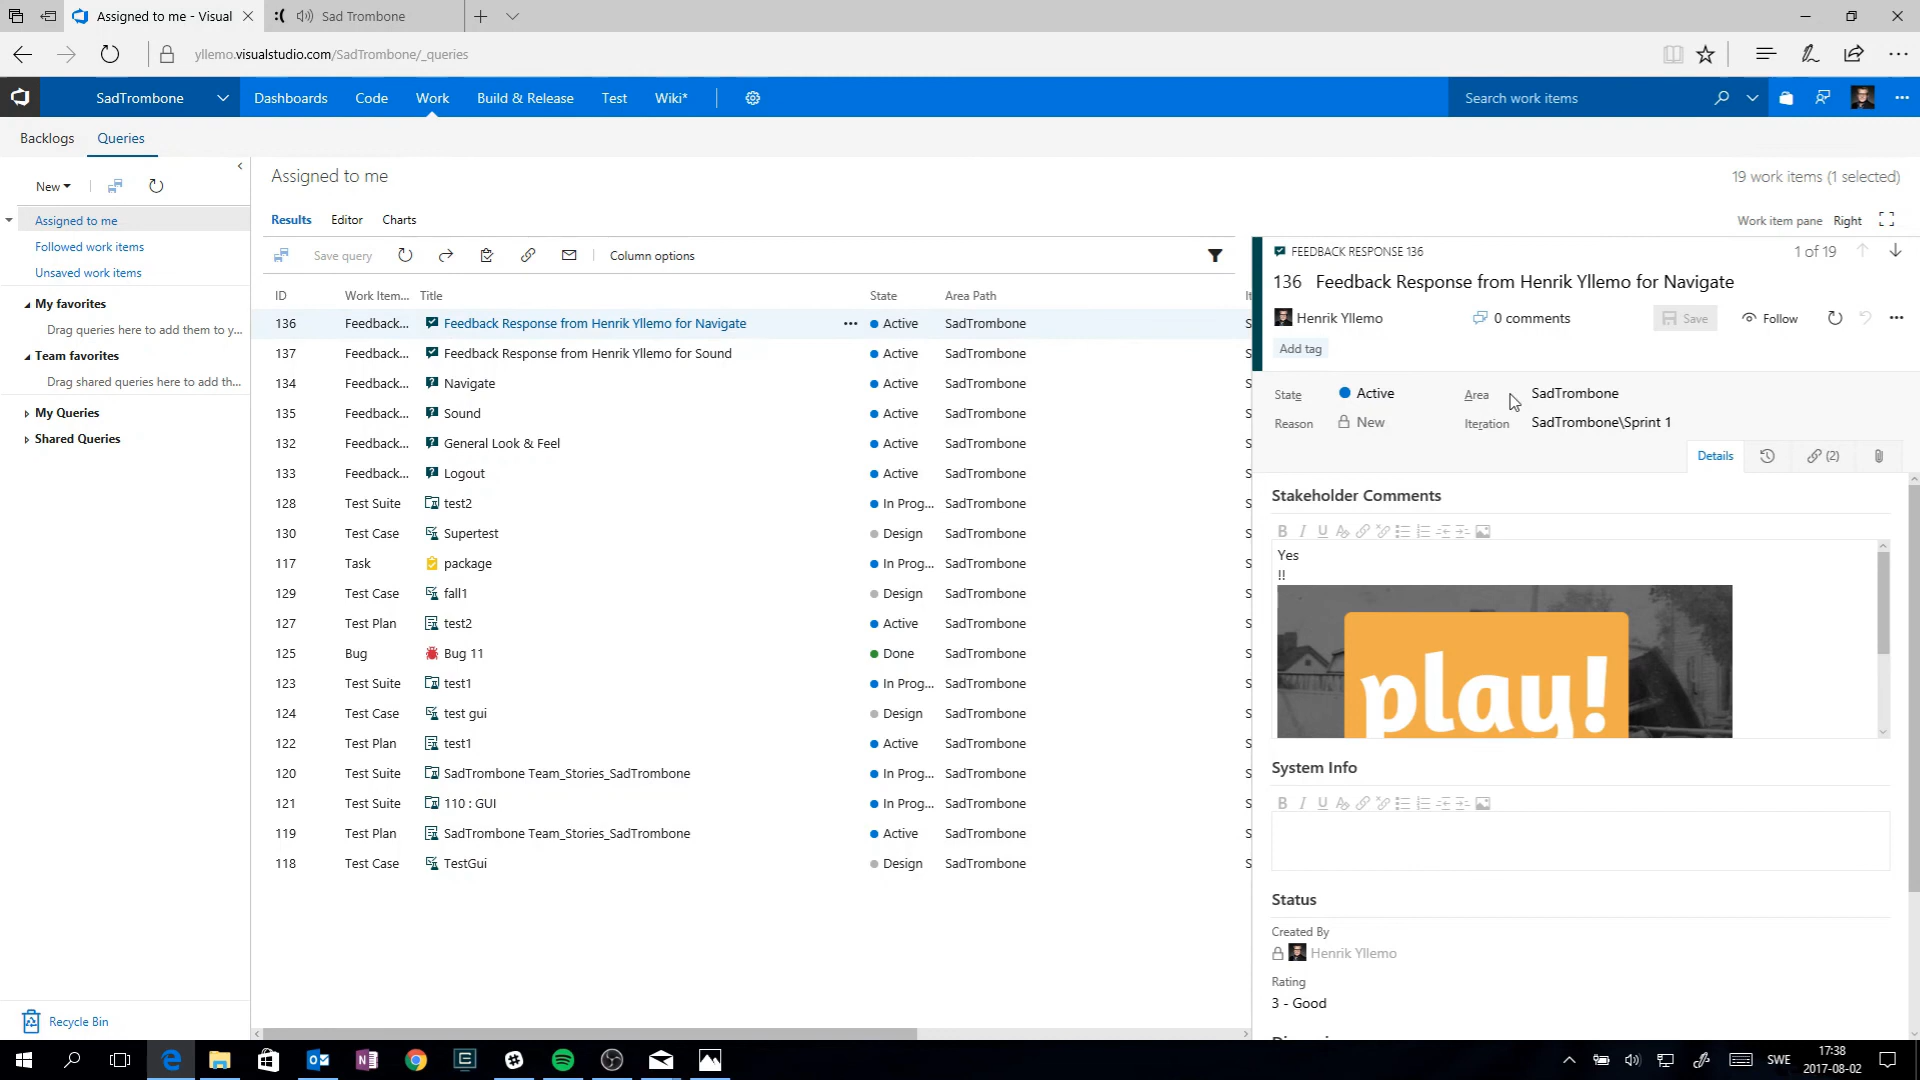 Assigned to me - Visual
Sad Trombone
yllemo.visualstudio.com/SadTrombone/_queries
SadTrombone
Dashboards
Code
Work
Build & Release
Test
Wiki*
Search work items
Backlogs
Queries
New
Assigned to me
Followed work items
Unsaved work items
My favorites
Drag queries here to add them to y...
Team favorites
Drag shared queries here to add th...
My Queries
Shared Queries
Recycle Bin
Assigned to me
19 work items (1 selected)
Results
Editor
Charts
Work item pane Right
Save query
Column options
ID Work Item... Title State Area Path It
136 Feedback... Feedback Response from Henrik Yllemo for Navigate ... Active SadTrombone S
137 Feedback... Feedback Response from Henrik Yllemo for Sound Active SadTrombone S
134 Feedback... Navigate Active SadTrombone S
135 Feedback... Sound Active SadTrombone S
132 Feedback... General Look & Feel Active SadTrombone S
133 Feedback... Logout Active SadTrombone S
128 Test Suite test2 In Prog... SadTrombone S
130 Test Case Supertest Design SadTrombone S
117 Task package In Prog... SadTrombone S
129 Test Case fall1 Design SadTrombone S
127 Test Plan test2 Active SadTrombone S
125 Bug Bug 11 Done SadTrombone S
123 Test Suite test1 In Prog... SadTrombone S
124 Test Case test gui Design SadTrombone S
122 Test Plan test1 Active SadTrombone S
120 Test Suite SadTrombone Team_Stories_SadTrombone In Prog... SadTrombone S
121 Test Suite 110 : GUI In Prog... SadTrombone S
119 Test Plan SadTrombone Team_Stories_SadTrombone Active SadTrombone S
118 Test Case TestGui Design SadTrombone S
FEEDBACK RESPONSE 136
1 of 19
136 Feedback Response from Henrik Yllemo for Navigate
Henrik Yllemo
0 comments
Save
Follow
Add tag
State Active Area SadTrombone
Reason New Iteration SadTrombone\Sprint 1
Details
(2)
Stakeholder Comments
B I U
Yes
!!
play!
System Info
B I U
Status
Created By
Henrik Yllemo
Rating
3 - Good
SWE
17:38
2017-08-02